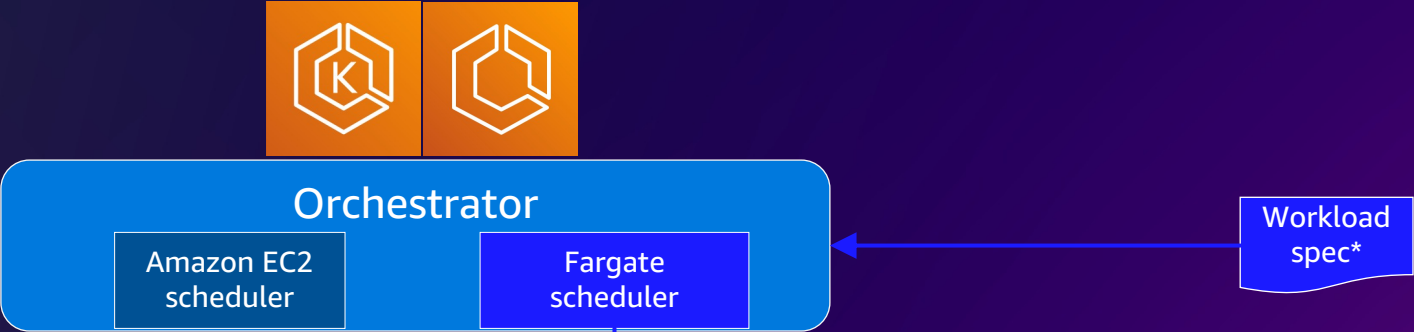 K
Orchestrator
Amazon EC2
scheduler
Fargate
scheduler
Workload
spec*